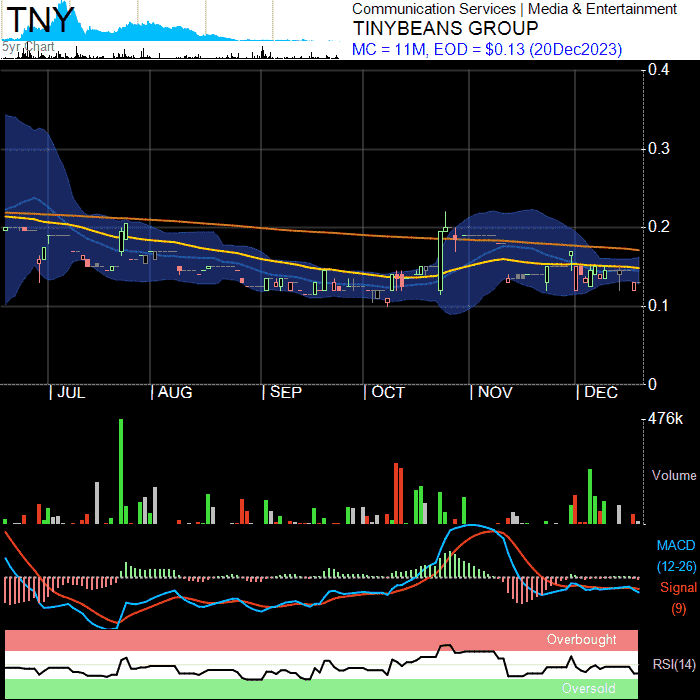 TNY
5yr Chart
Communication Services | Media & Entertainment
TINYBEANS GROUP
MC = 11M, EOD = $0.13 (20Dec2023)
0.4
0.3
0.2
0.1
0
| JUL | AUG | SEP | OCT | NOV | DEC
476k
Volume
MACD
(12-26)
Signal
(9)
Overbought
RSI(14)
Oversold